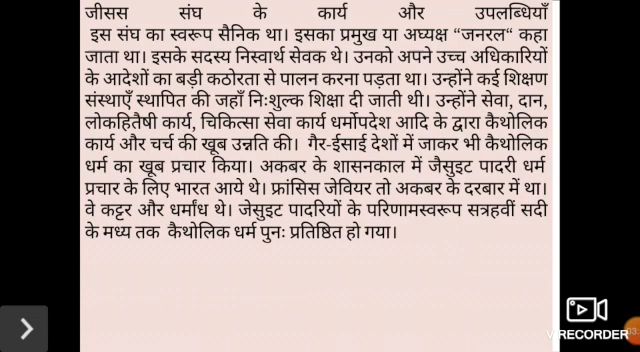 जीसस संघ के कार्य और उपलब्धियाँ
इस संघ का स्वरूप सैनिक था। इसका प्रमुख या अघ्यक्ष “जनरल“ कहा
जाता था। इसके सदस्य निस्वार्थ सेवक थे। उनको अपने उच्च अधिकारियों
के आदेशों का बड़ी कठोरता से पालन करना पड़ता था। उन्होंने कई शिक्षण
संस्थाएँ स्थापित की जहाँ निःशुल्क शिक्षा दी जाती थी। उन्होंने सेवा, दान,
लोकहितैषी कार्य, चिकित्सा सेवा कार्य धर्मोपदेश आदि के द्वारा कैथोलिक
कार्य और चर्च की खूब उन्नति की। गैर-ईसाई देशों में जाकर भी कैथोलिक
धर्म का खूब प्रचार किया। अकबर के शासनकाल में जैसुइट पादरी धर्म
प्रचार के लिए भारत आये थे। फ्रांसिस जेवियर तो अकबर के दरबार में था।
वे कट्टर और धर्मांध थे। जेसुइट पादरियों के परिणामस्वरूप सत्रहवीं सदी
के मध्य तक कैथोलिक धर्म पुनः प्रतिष्ठित हो गया।
V RECORDER